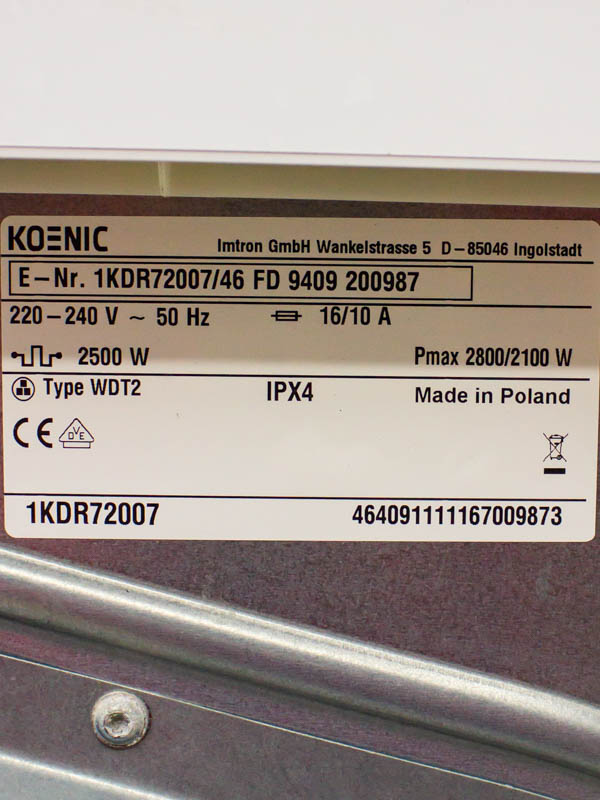 KOENIC
Imtron GmbH Wankelstrasse 5 D-85046 Ingolstadt
E-Nr. 1KDR72007/46 FD 9409 200987
220-240 V ~ 50 Hz 16/10 A
2500 W Pmax 2800/2100 W
Type WDT2 IPX4 Made in Poland
CE DVE
1KDR72007 464091111167009873